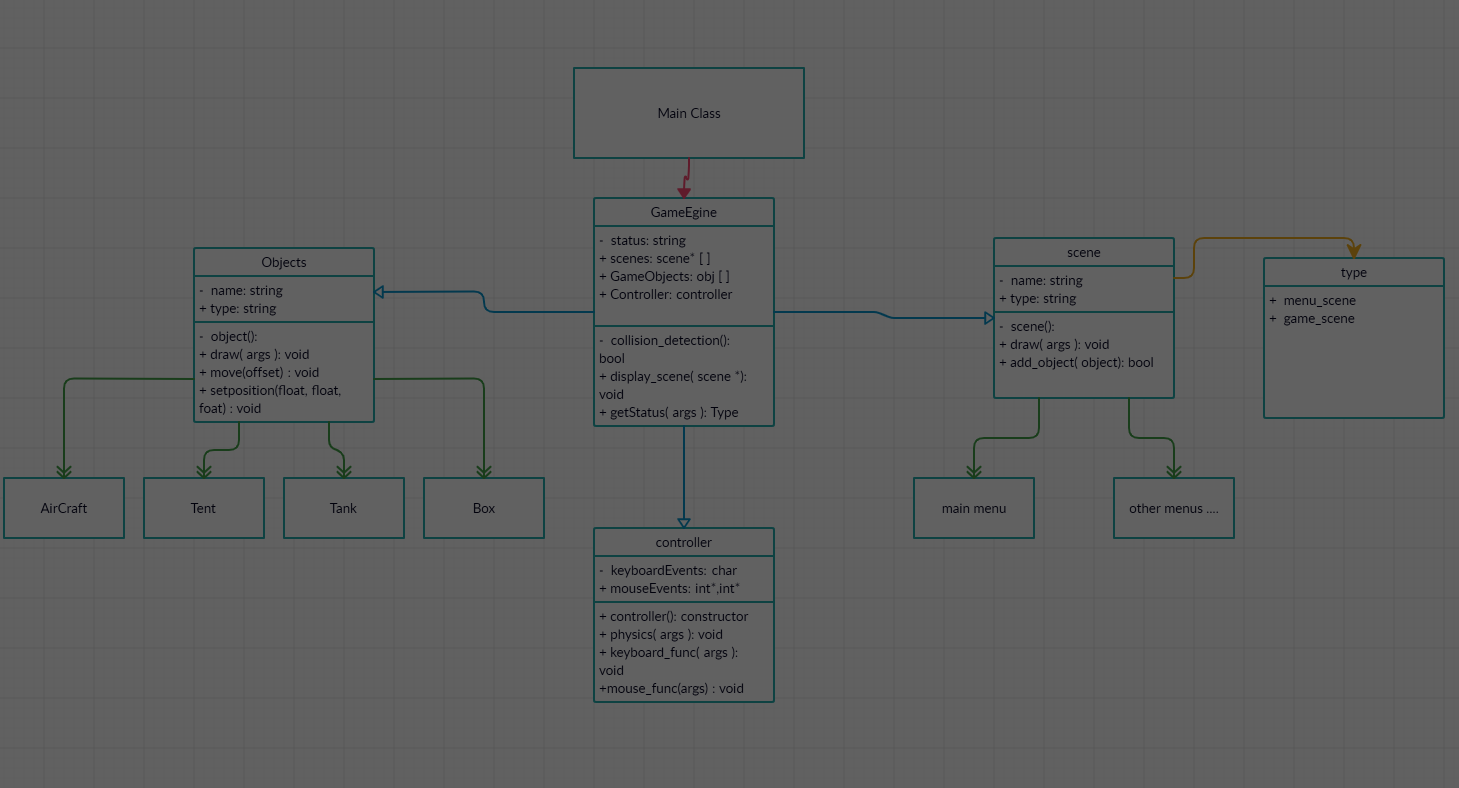 Main Class
GameEgine
- status: string
+ scenes: scene* [ ]
+ GameObjects: obj [ ]
+ Controller: controller
- collision_detection():
bool
+ display_scene( scene *):
void
+ getStatus( args ): Type
Objects
- name: string
+ type: string
- object():
+ draw( args ): void
+ move(offset) : void
+ setposition(float, float,
foat) : void
scene
- name: string
+ type: string
- scene():
+ draw( args ): void
+ add_object( object): bool
type
+ menu_scene
+ game_scene
AirCraft
Tent
Tank
Box
main menu
other menus ....
controller
- keyboardEvents: char
+ mouseEvents: int*,int*
+ controller(): constructor
+ physics( args ): void
+ keyboard_func( args ):
void
+mouse_func(args) : void